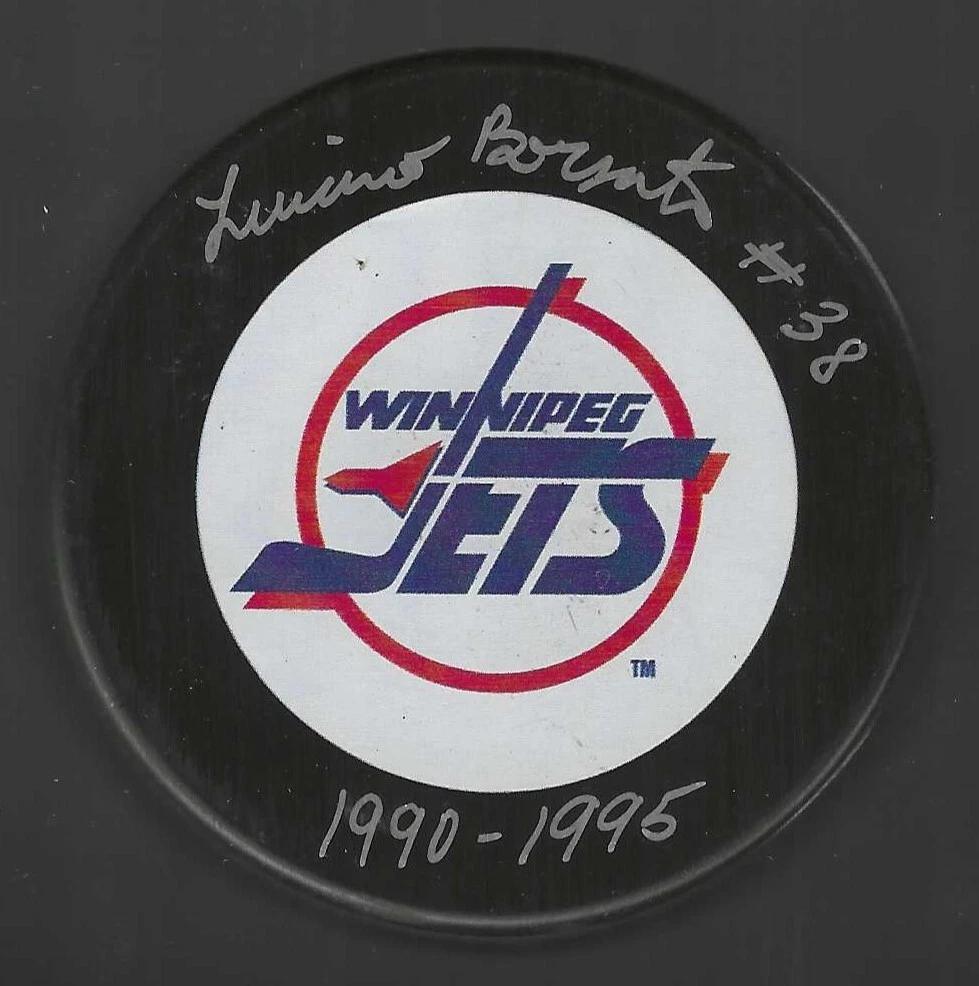 Luciano Borsato #38
WINNIPEG
JETS
TM
1990-1995